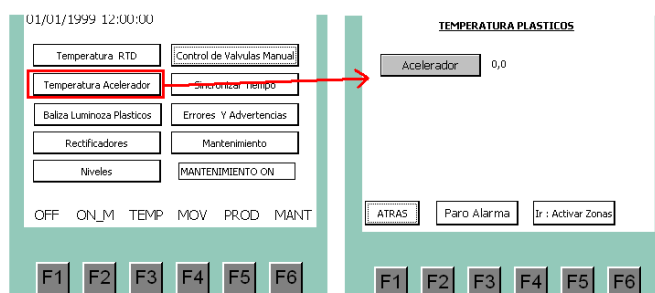 01/01/1999 12:00:00
Temperatura RTD
Control de Valvulas Manual
Temperatura Acelerador
Sincronizar Tiempo
Baliza Luminoza Plasticos
Errores Y Advertencias
Rectificadores
Mantenimiento
Niveles
MANTENIMIENTO ON
OFF ON_M TEMP MOV PROD MANT
F1 F2 F3 F4 F5 F6
TEMPERATURA PLASTICOS
Acelerador 0,0
ATRAS
Paro Alarma
Ir : Activar Zonas
F1 F2 F3 F4 F5 F6